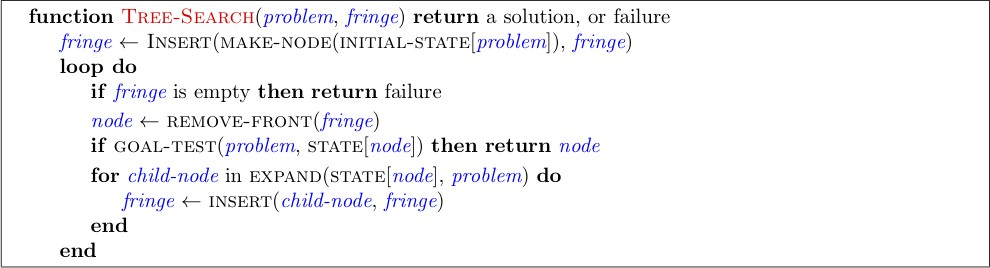 function TREE-SEARCH(problem, fringe) return a solution, or failure
fringe ← INSERT(MAKE-NODE(INITIAL-STATE[problem]), fringe)
loop do
if fringe is empty then return failure
node ← REMOVE-FRONT(fringe)
if GOAL-TEST(problem, STATE[node]) then return node
for child-node in EXPAND(STATE[node], problem) do
fringe ← INSERT(child-node, fringe)
end
end